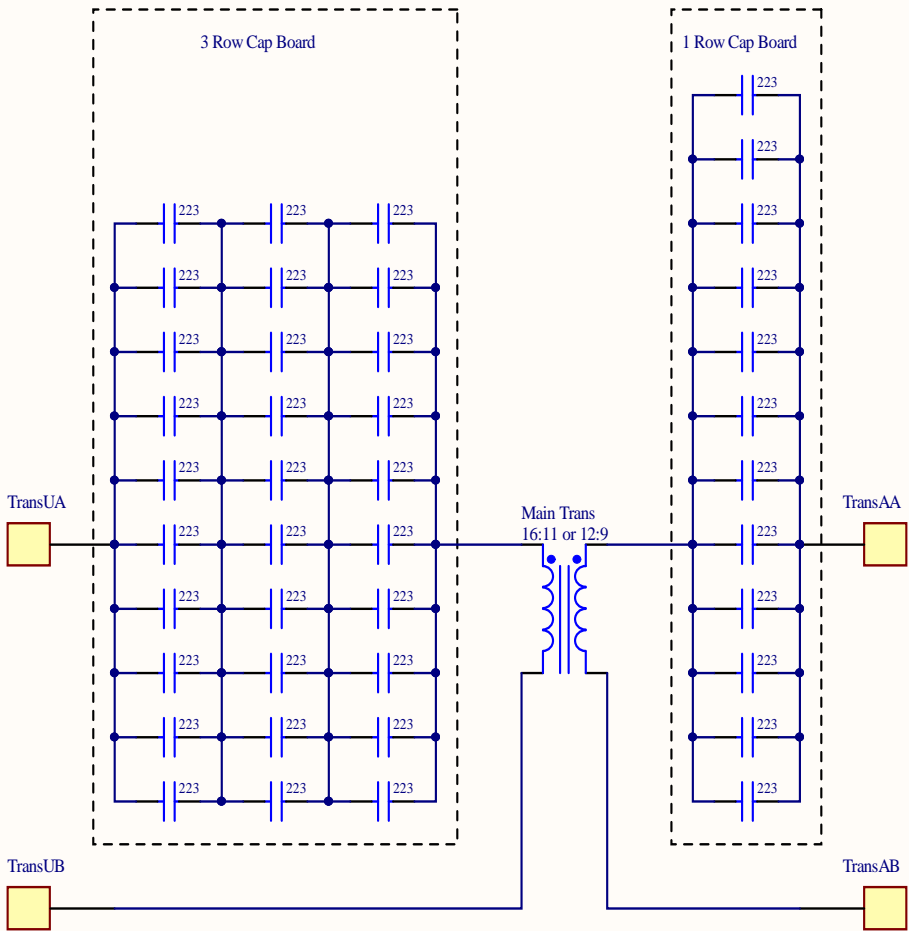 3 Row Cap Board
1 Row Cap Board
223
223
223 223 223 223
223 223 223 223
223 223 223 223
223 223 223 223
223 223 223 223
TransUA
TransAA
Main Trans
16:11 or 12:9
223 223 223 223
223 223 223 223
223 223 223 223
223 223 223 223
223 223 223 223
TransUB
TransAB